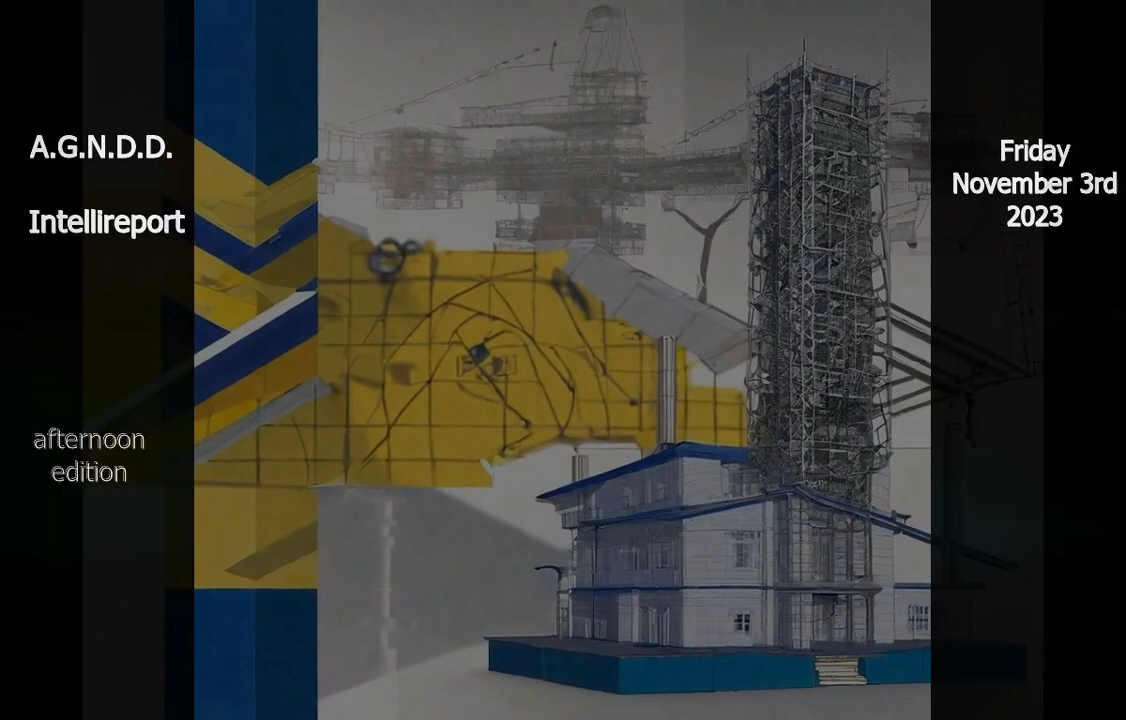 A.G.N.D.D.
Intellireport
afternoon
edition
Friday
November 3rd
2023